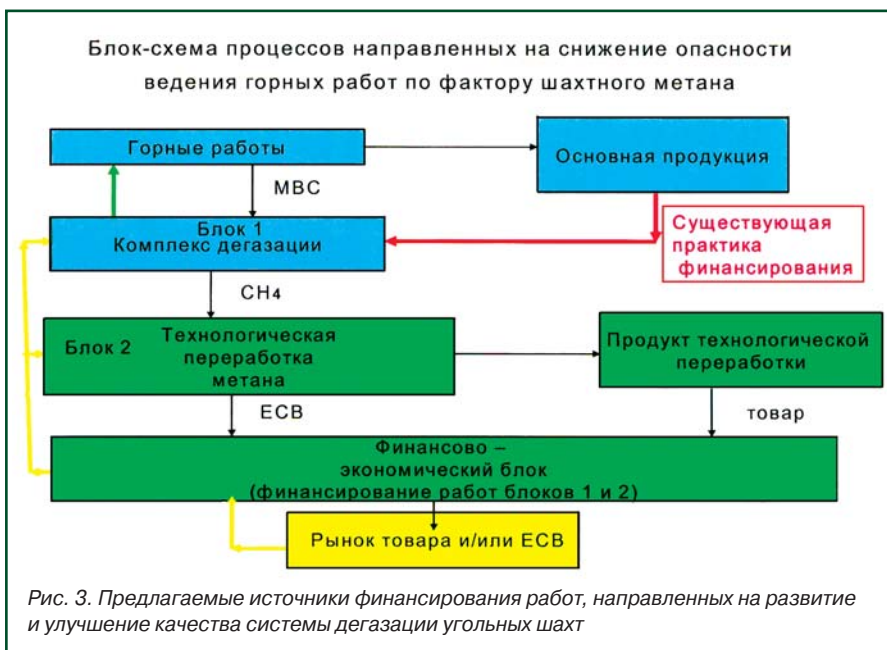 Блок-схема процессов направленных на снижение опасности
ведения горных работ по фактору шахтного метана
Горные работы
Основная продукция
МВС
Блок 1
Комплекс дегазации
Существующая
практика
финансирования
СН4
Блок 2
Технологическая
переработка
метана
Продукт технологической
переработки
ЕСВ
товар
Финансово –
экономический блок
(финансирование работ блоков 1 и 2)
Рынок товара и/или ЕСВ
Рис. 3. Предлагаемые источники финансирования работ, направленных на развитие
и улучшение качества системы дегазации угольных шахт